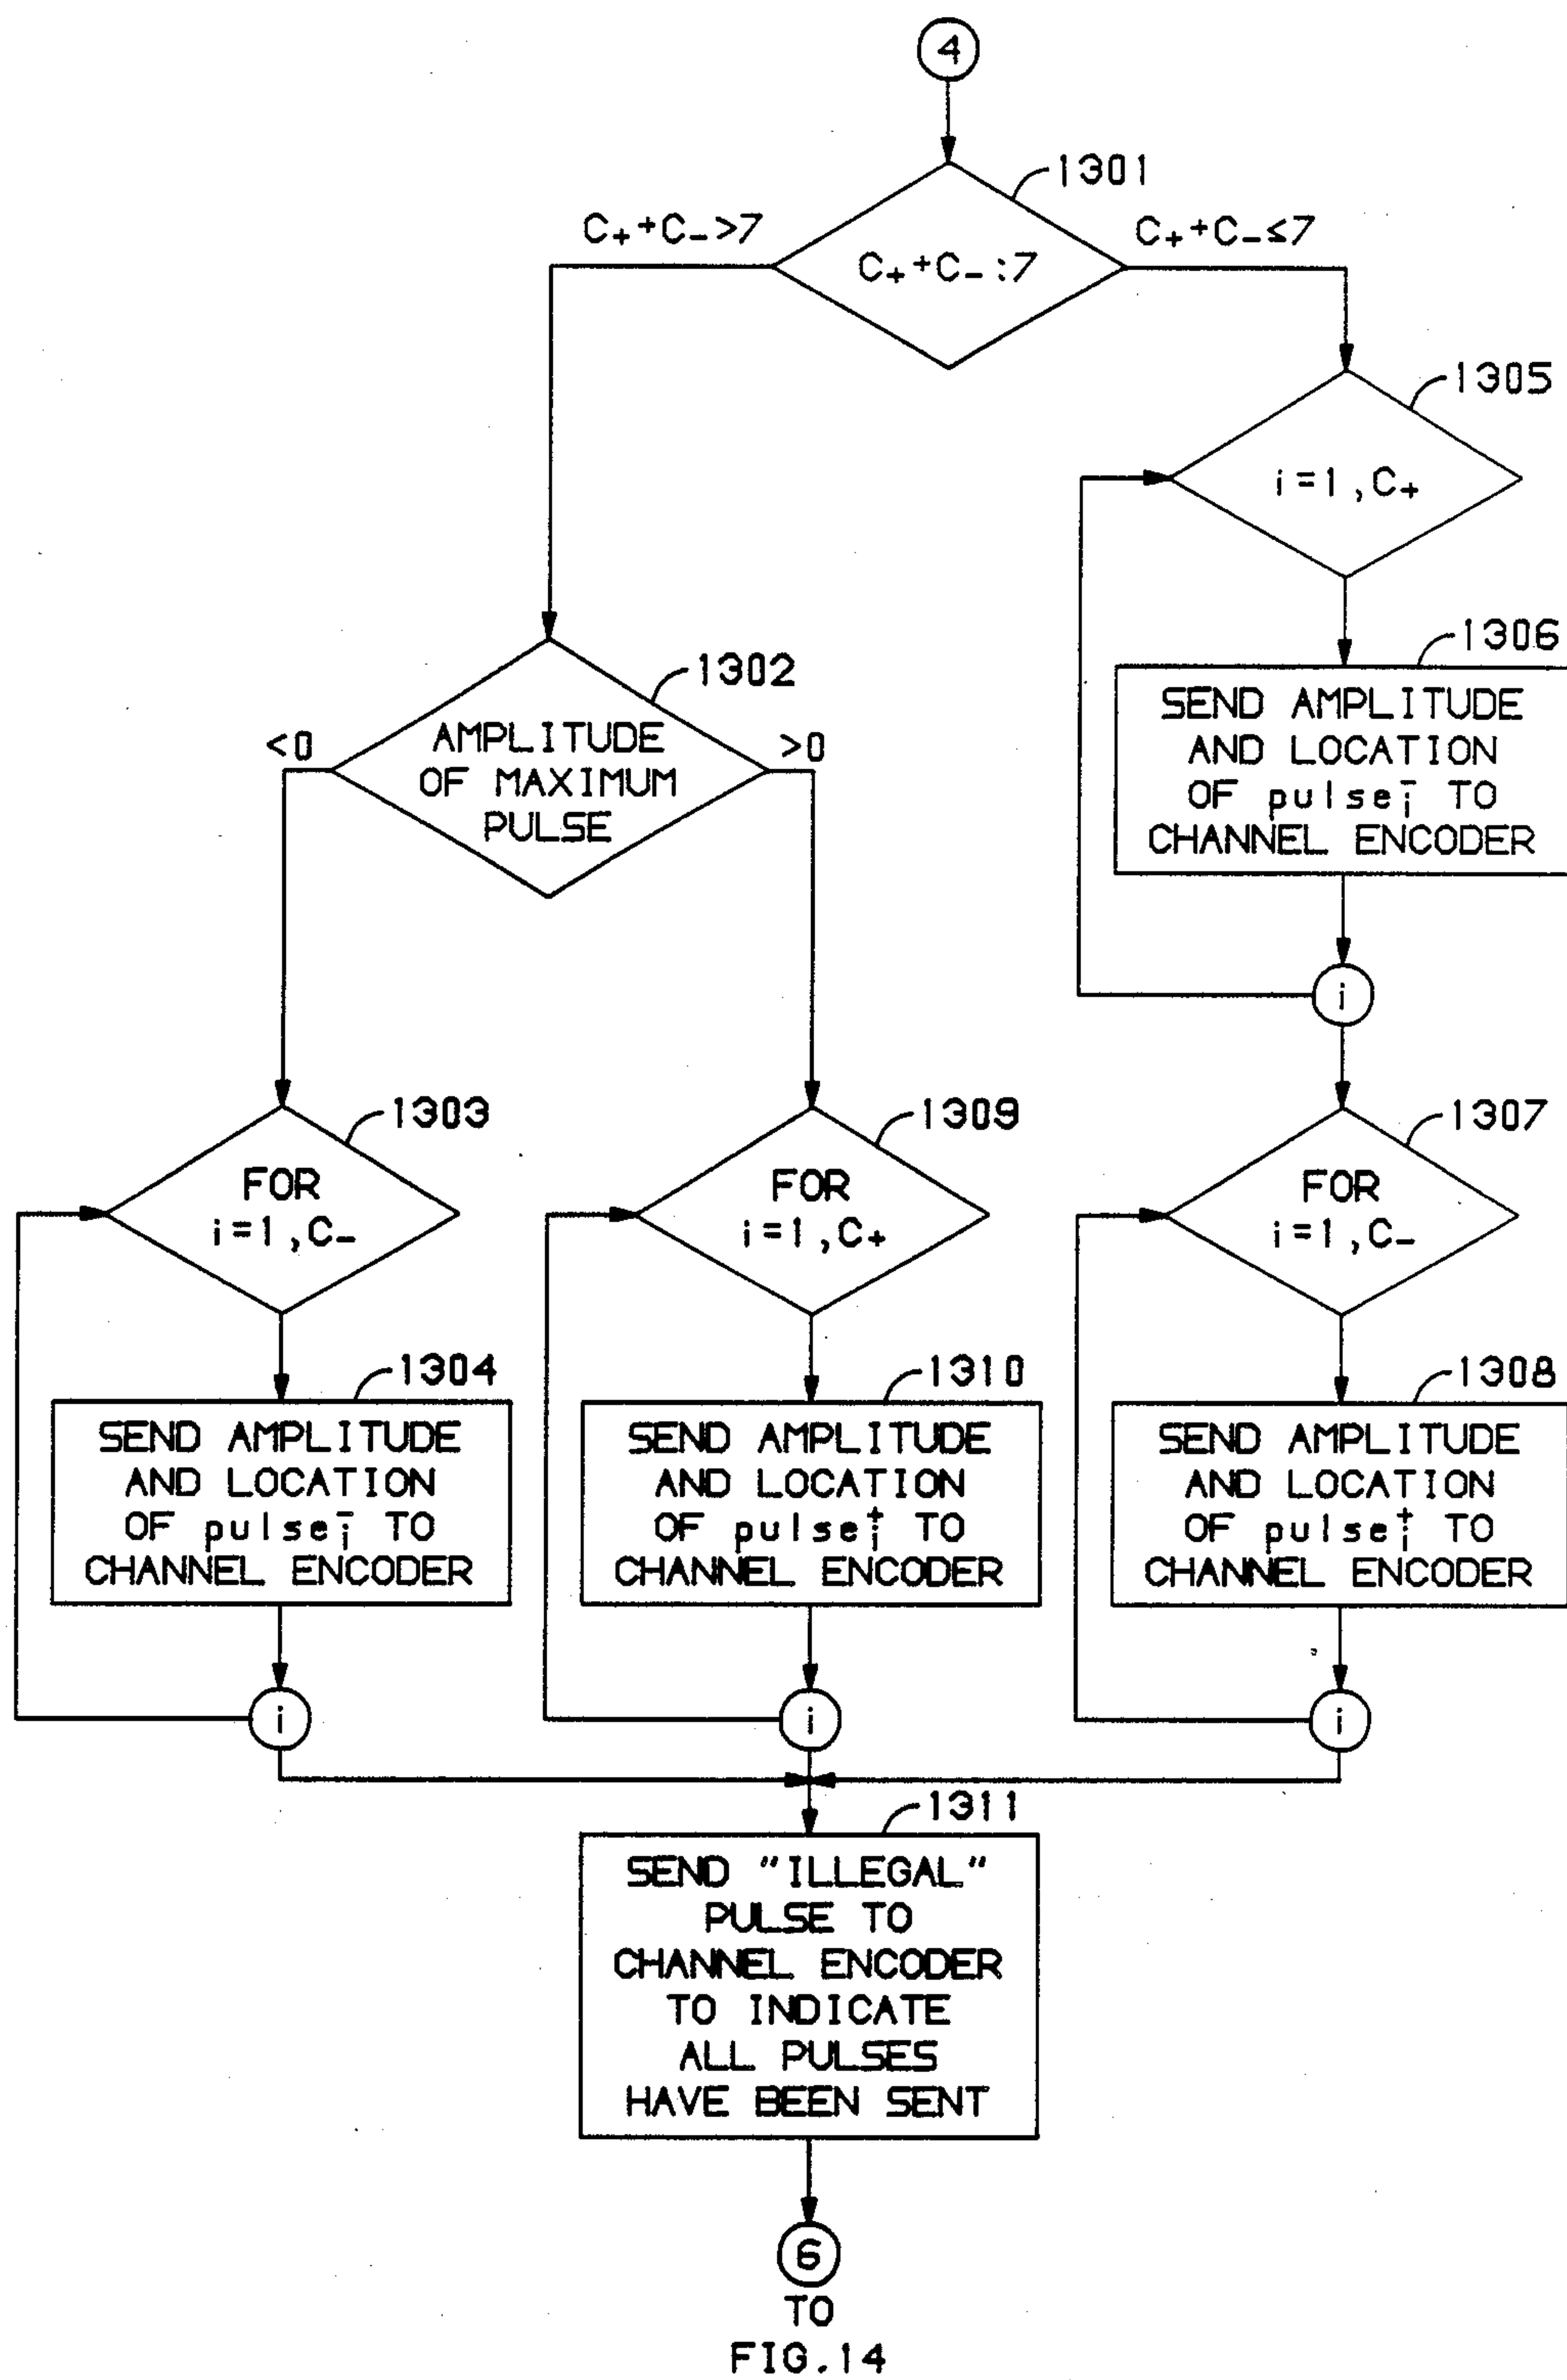 4
1301
C₊+C₋>7
C₊+C₋≤7
C₊+C₋:7
1305
i=1,C₊
1306
SEND AMPLITUDE
AND LOCATION
OF pulseᵢ⁻ TO
CHANNEL ENCODER
i
1302
<0
>0
AMPLITUDE
OF MAXIMUM
PULSE
1303
FOR
i=1,C₋
1309
FOR
i=1,C₊
1307
FOR
i=1,C₋
1304
SEND AMPLITUDE
AND LOCATION
OF pulseᵢ⁻ TO
CHANNEL ENCODER
i
1310
SEND AMPLITUDE
AND LOCATION
OF pulseᵢ⁺ TO
CHANNEL ENCODER
i
1308
SEND AMPLITUDE
AND LOCATION
OF pulseᵢ⁺ TO
CHANNEL ENCODER
i
1311
SEND "ILLEGAL"
PULSE TO
CHANNEL ENCODER
TO INDICATE
ALL PULSES
HAVE BEEN SENT
6
TO
FIG.14